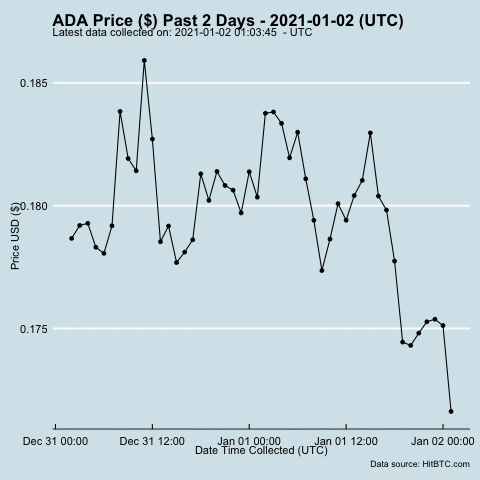 ADA Price ($) Past 2 Days - 2021-01-02 (UTC)
Latest data collected on: 2021-01-02 01:03:45 - UTC
0.185
0.180
0.175
Price USD ($)
Dec 31 00:00 Dec 31 12:00 Jan 01 00:00 Jan 01 12:00 Jan 02 00:00
Date Time Collected (UTC)
Data source: HitBTC.com